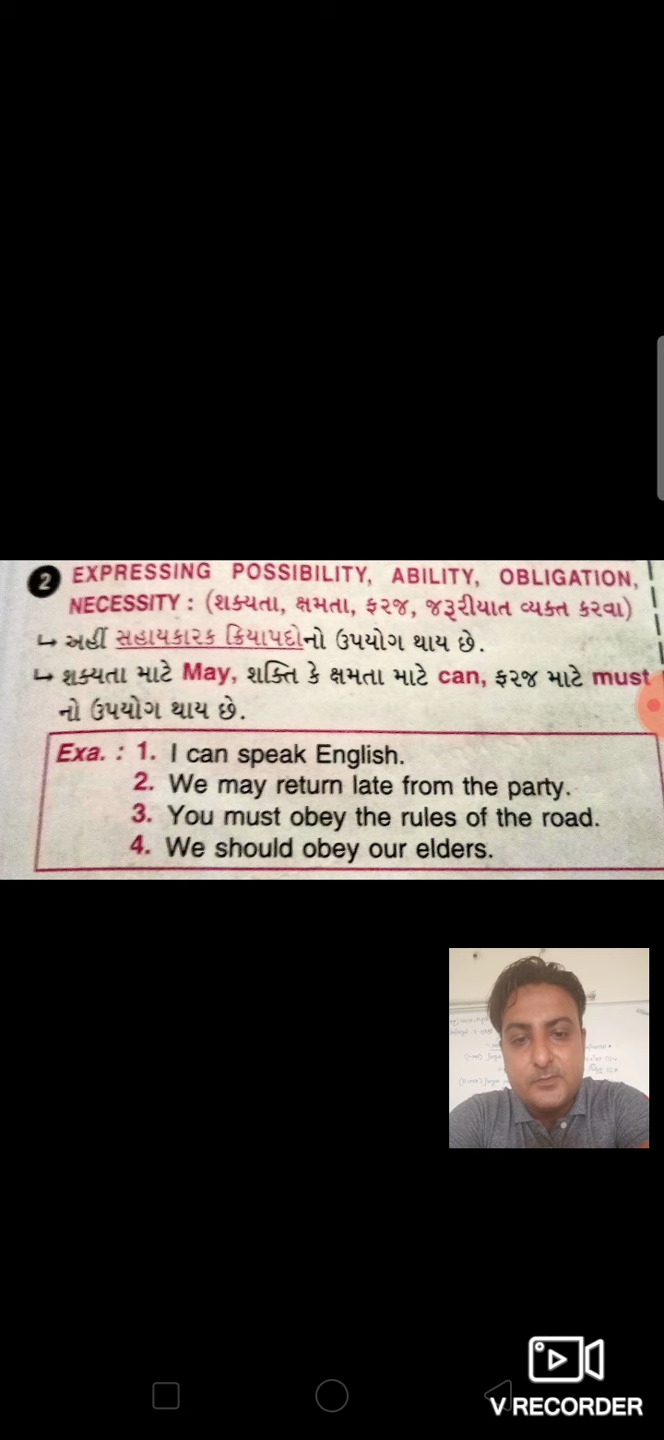 2 EXPRESSING POSSIBILITY, ABILITY, OBLIGATION,
NECESSITY : (શક્યતા, ક્ષમતા, ફરજ, જરૂરીયાત વ્યક્ત કરવા)
↳ અહીં સહાયકારક ક્રિયાપદોનો ઉપયોગ થાય છે.
↳ શક્યતા માટે May, શક્તિ કે ક્ષમતા માટે can, ફરજ માટે must
નો ઉપયોગ થાય છે.
Exa. : 1. I can speak English.
2. We may return late from the party.
3. You must obey the rules of the road.
4. We should obey our elders.
V RECORDER